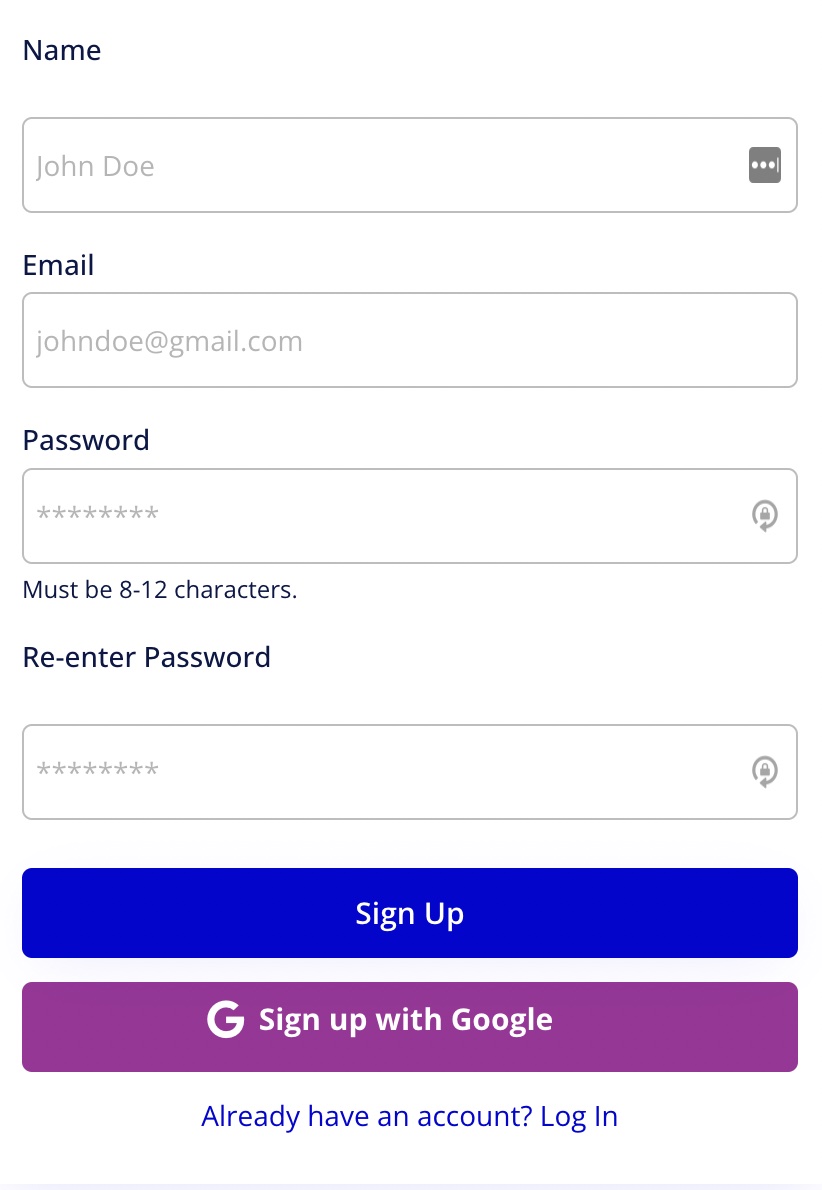 Name
John Doe
Email
johndoe@gmail.com
Password
********
Must be 8-12 characters.
Re-enter Password
********
Sign Up
G Sign up with Google
Already have an account? Log In